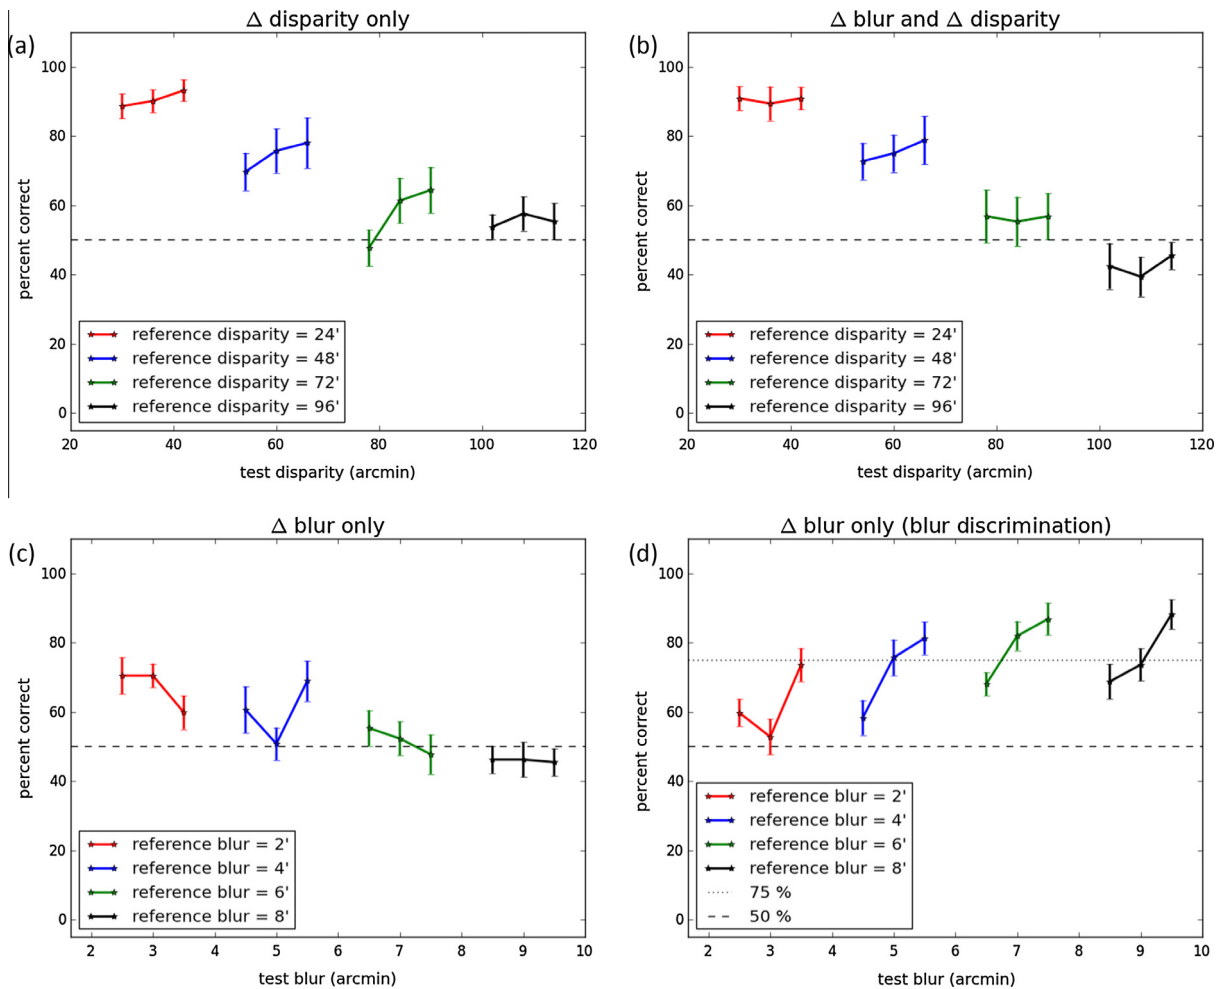 Δ disparity only
(a)
100
80
60
40
20
0
percent correct
reference disparity = 24'
reference disparity = 48'
reference disparity = 72'
reference disparity = 96'
20 40 60 80 100 120
test disparity (arcmin)
Δ blur and Δ disparity
(b)
100
80
60
40
20
0
percent correct
reference disparity = 24'
reference disparity = 48'
reference disparity = 72'
reference disparity = 96'
20 40 60 80 100 120
test disparity (arcmin)
Δ blur only
(c)
100
80
60
40
20
0
percent correct
reference blur = 2'
reference blur = 4'
reference blur = 6'
reference blur = 8'
2 3 4 5 6 7 8 9 10
test blur (arcmin)
Δ blur only (blur discrimination)
(d)
100
80
60
40
20
0
percent correct
reference blur = 2'
reference blur = 4'
reference blur = 6'
reference blur = 8'
75 %
50 %
2 3 4 5 6 7 8 9 10
test blur (arcmin)